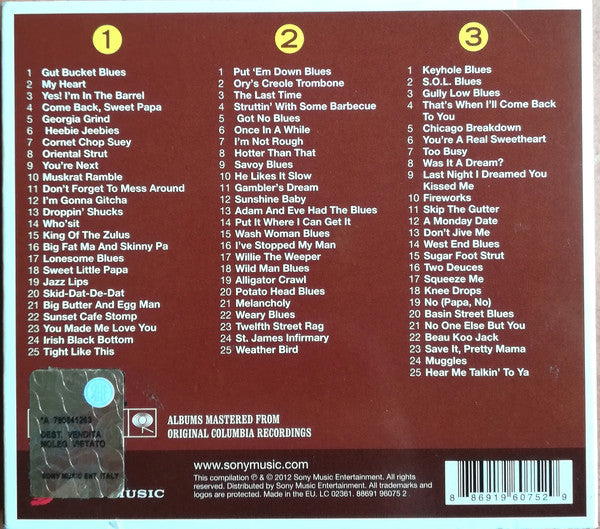 1
1 Gut Bucket Blues
2 My Heart
3 Yes! I'm In The Barrel
4 Come Back, Sweet Papa
5 Georgia Grind
6 Heebie Jeebies
7 Cornet Chop Suey
8 Oriental Strut
9 You're Next
10 Muskrat Ramble
11 Don't Forget To Mess Around
12 I'm Gonna Gitcha
13 Droppin' Shucks
14 Who'sit
15 King Of The Zulus
16 Big Fat Ma And Skinny Pa
17 Lonesome Blues
18 Sweet Little Papa
19 Jazz Lips
20 Skid-Dat-De-Dat
21 Big Butter And Egg Man
22 Sunset Cafe Stomp
23 You Made Me Love You
24 Irish Black Bottom
25 Tight Like This
2
1 Put 'Em Down Blues
2 Ory's Creole Trombone
3 The Last Time
4 Struttin' With Some Barbecue
5 Got No Blues
6 Once In A While
7 I'm Not Rough
8 Hotter Than That
9 Savoy Blues
10 He Likes It Slow
11 Gambler's Dream
12 Sunshine Baby
13 Adam And Eve Had The Blues
14 Put It Where I Can Get It
15 Wash Woman Blues
16 I've Stopped My Man
17 Willie The Weeper
18 Wild Man Blues
19 Alligator Crawl
20 Potato Head Blues
21 Melancholy
22 Weary Blues
23 Twelfth Street Rag
24 St. James Infirmary
25 Weather Bird
3
1 Keyhole Blues
2 S.O.L. Blues
3 Gully Low Blues
4 That's When I'll Come Back
To You
5 Chicago Breakdown
6 You're A Real Sweetheart
7 Too Busy
8 Was It A Dream?
9 Last Night I Dreamed You
Kissed Me
10 Fireworks
11 Skip The Gutter
12 A Monday Date
13 Don't Jive Me
14 West End Blues
15 Sugar Foot Strut
16 Two Deuces
17 Squeeze Me
18 Knee Drops
19 No (Papa, No)
20 Basin Street Blues
21 No One Else But You
22 Beau Koo Jack
23 Save It, Pretty Mama
24 Muggles
25 Hear Me Talkin' To Ya
DEST. VENDITA
NOLEG. VIETATO
SONY MUSIC ENT. ITALY
ALBUMS MASTERED FROM
ORIGINAL COLUMBIA RECORDINGS
MUSIC
www.sonymusic.com
This compilation ℗ & © 2012 Sony Music Entertainment. All rights
reserved. Distributed by Sony Music Entertainment. All trademarks and
logos are protected. Made in the EU. LC 02361. 88691 96075 2
8 86919 60752 9